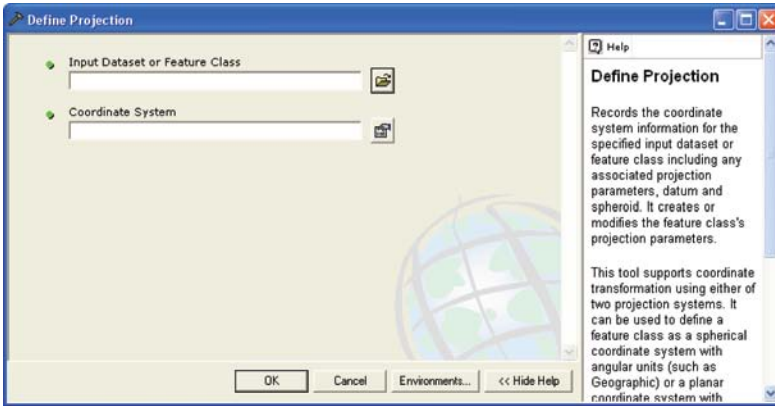 Define Projection
Input Dataset or Feature Class
Coordinate System
OK
Cancel
Environments...
<< Hide Help
Help
Define Projection
Records the coordinate
system information for the
specified input dataset or
feature class including any
associated projection
parameters, datum and
spheroid. It creates or
modifies the feature class's
projection parameters.
This tool supports coordinate
transformation using either of
two projection systems. It
can be used to define a
feature class as a spherical
coordinate system with
angular units (such as
Geographic) or a planar
coordinate system with